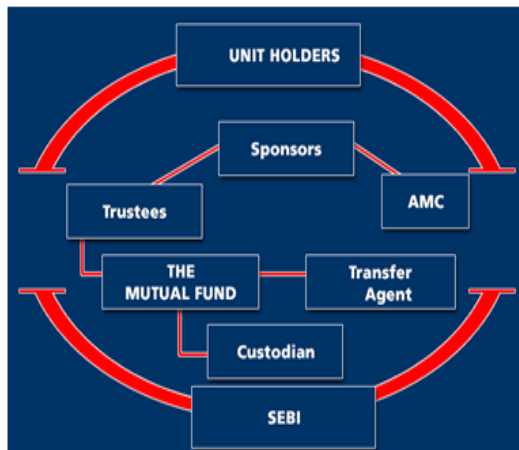 UNIT HOLDERS
Sponsors
AMC
Trustees
THE
MUTUAL FUND
Transfer
Agent
Custodian
SEBI